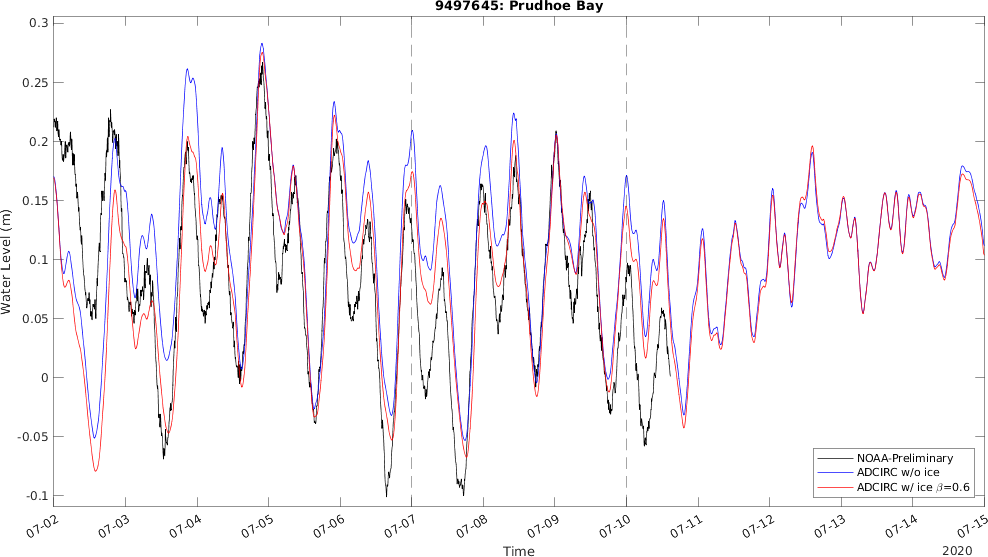 9497645: Prudhoe Bay
0.3
0.25
0.2
0.15
0.1
0.05
0
-0.05
-0.1
Water Level (m)
NOAA-Preliminary
ADCIRC w/o ice
ADCIRC w/ ice β=0.6
07-02 07-03 07-04 07-05 07-06 07-07 07-08 07-09 07-10 07-11 07-12 07-13 07-14 07-15
Time
2020